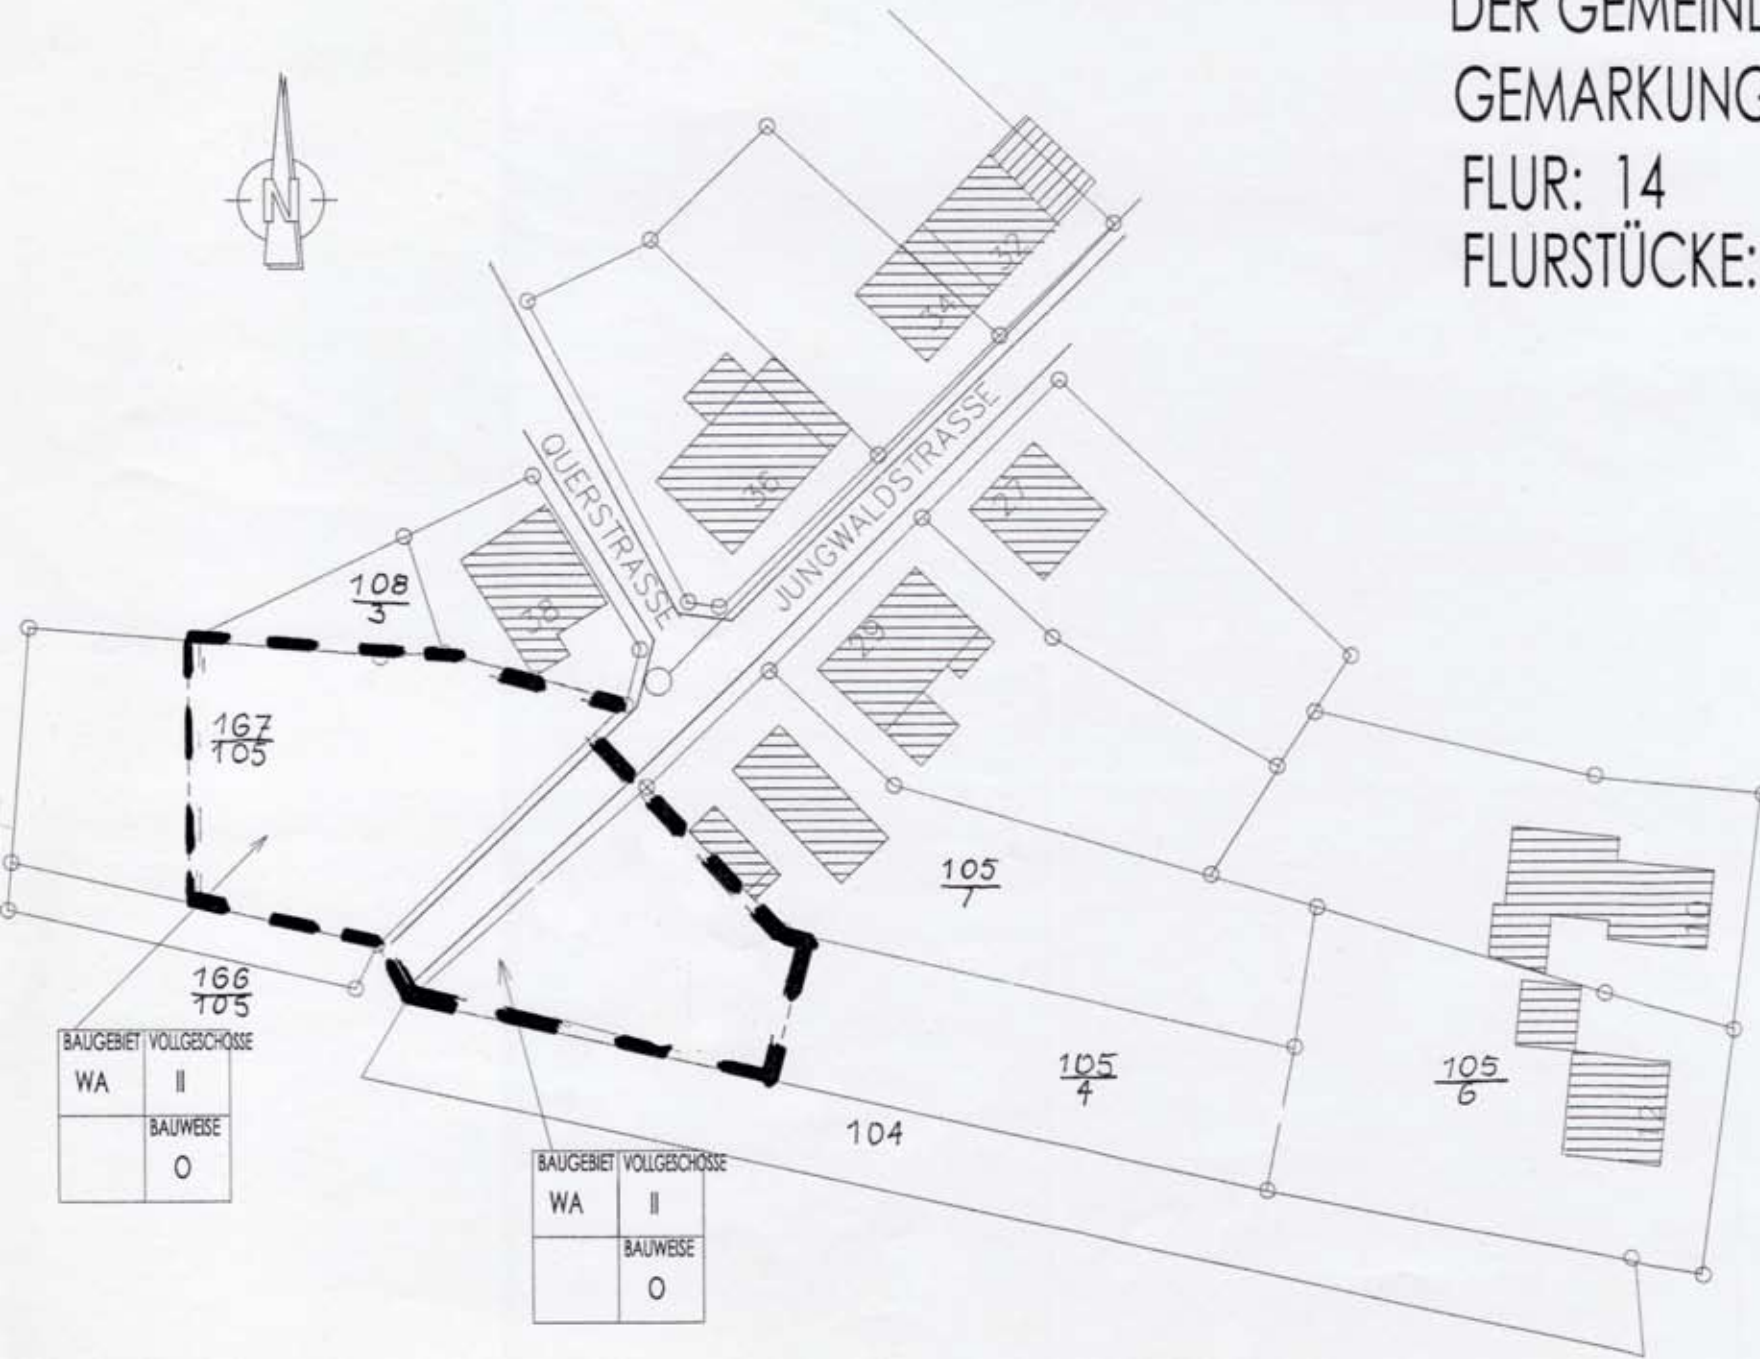 DER GEMEIND
GEMARKUNG
FLUR: 14
FLURSTÜCKE:
N
32
34
36
QUERSTRASSE
JUNGWALDSTRASSE
27
38
29
108
3
167
105
105
7
166
105
105
4
105
6
104
BAUGEBIET VOLLGESCHOSSE
WA II
BAUWEISE
O
BAUGEBIET VOLLGESCHOSSE
WA II
BAUWEISE
O